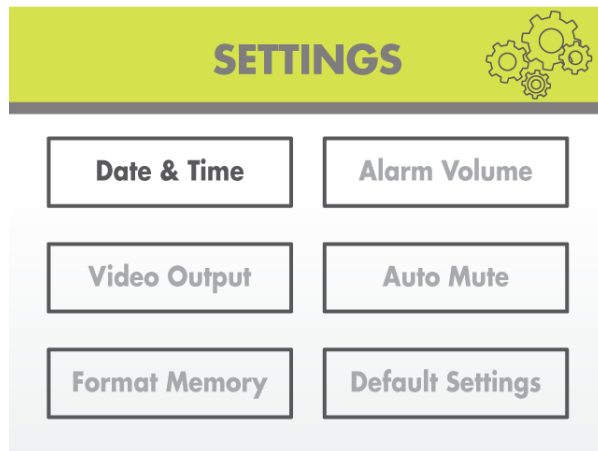 SETTINGS
Date & Time
Alarm Volume
Video Output
Auto Mute
Format Memory
Default Settings